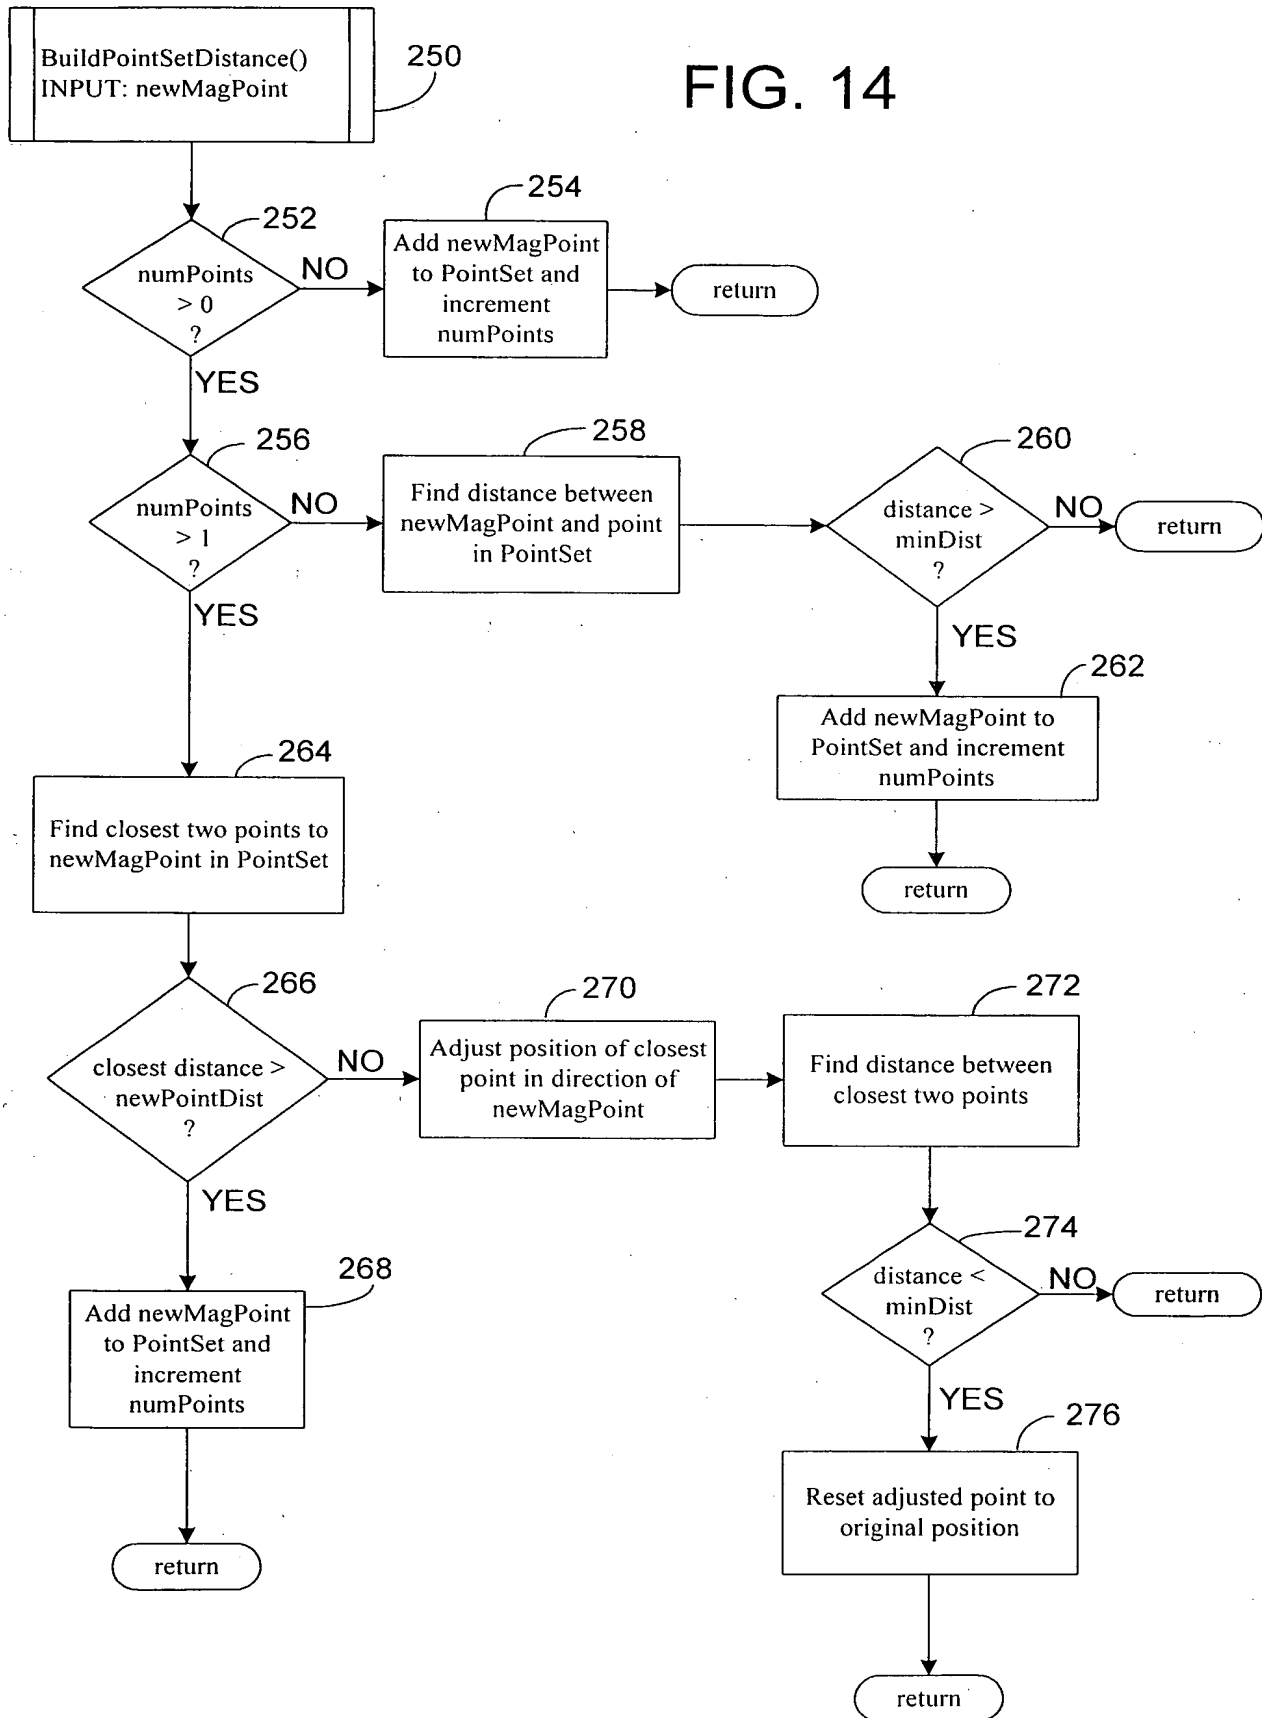 BuildPointSetDistance()
INPUT: newMagPoint
250
FIG. 14
252
numPoints
> 0
?
NO
254
Add newMagPoint
to PointSet and
increment
numPoints
return
YES
256
numPoints
> 1
?
NO
258
Find distance between
newMagPoint and point
in PointSet
260
distance >
minDist
?
NO
return
YES
YES
262
Add newMagPoint to
PointSet and increment
numPoints
return
264
Find closest two points to
newMagPoint in PointSet
266
closest distance >
newPointDist
?
NO
270
Adjust position of closest
point in direction of
newMagPoint
272
Find distance between
closest two points
YES
268
Add newMagPoint
to PointSet and
increment
numPoints
return
274
distance <
minDist
?
NO
return
YES
276
Reset adjusted point to
original position
return